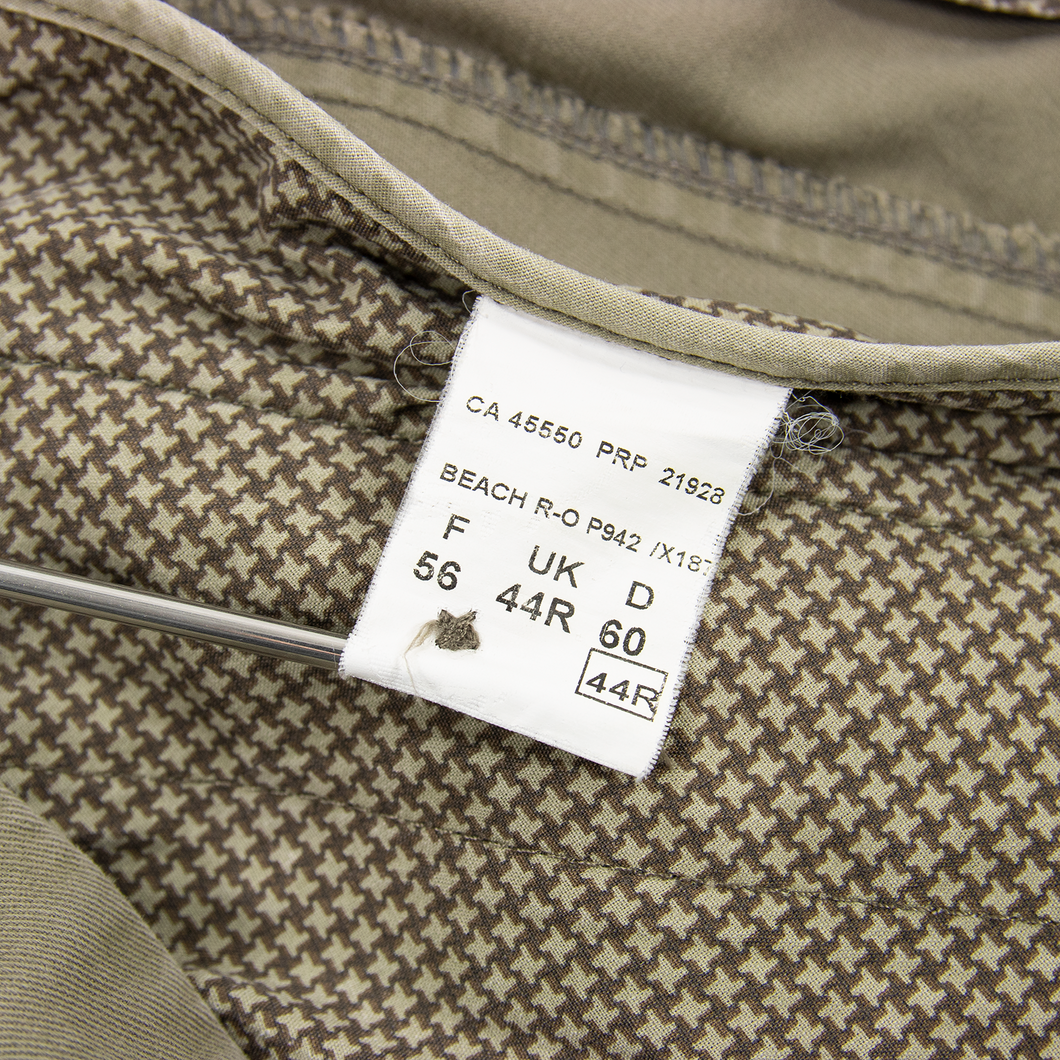 CA 45550 PRP 21928
BEACH R-O P942 /X187
F UK D
56 44R 60
44R